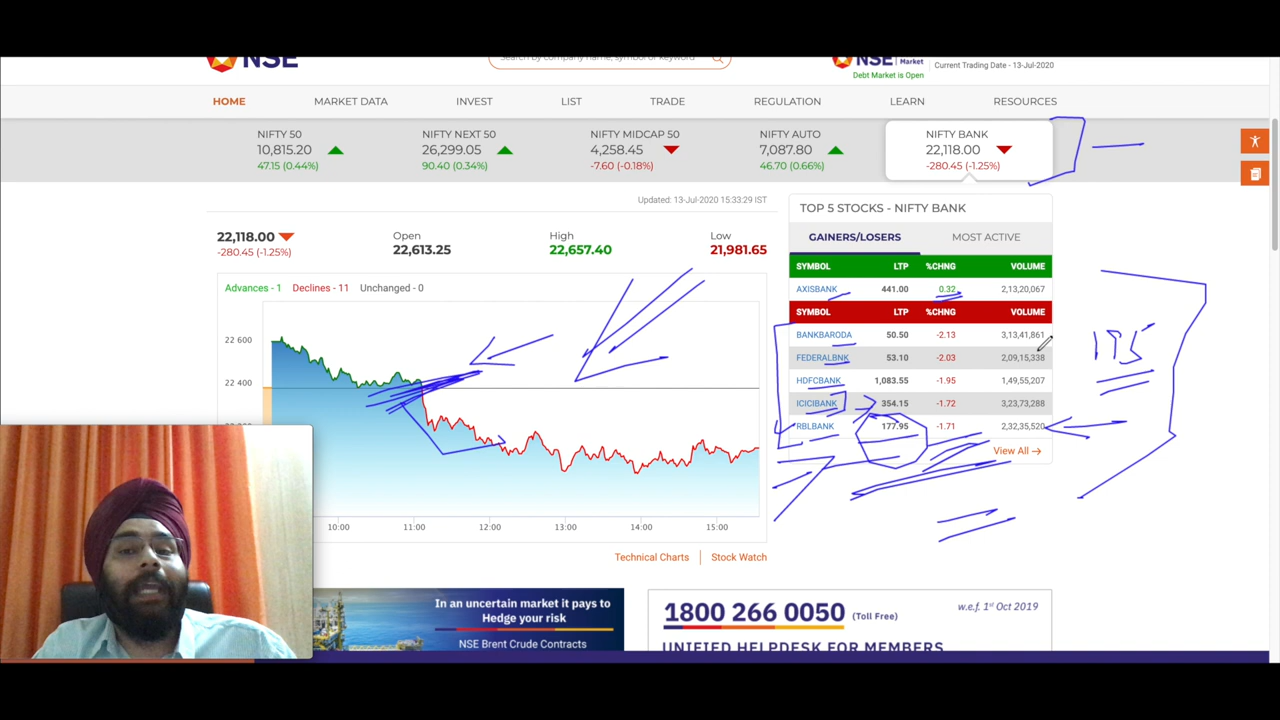 NSE
Search by company name, symbol or keyword
NSE | Market
Debt Market is Open
Current Trading Date - 13-Jul-2020
HOME MARKET DATA INVEST LIST TRADE REGULATION LEARN RESOURCES
NIFTY 50 NIFTY NEXT 50 NIFTY MIDCAP 50 NIFTY AUTO NIFTY BANK
10,815.20 26,299.05 4,258.45 7,087.80 22,118.00
47.15 (0.44%) 90.40 (0.34%) -7.60 (-0.18%) 46.70 (0.66%) -280.45 (-1.25%)
Updated: 13-Jul-2020 15:33:29 IST
22,118.00 Open High Low
-280.45 (-1.25%) 22,613.25 22,657.40 21,981.65
Advances - 1 Declines - 11 Unchanged - 0
22 600
22 400
10:00 11:00 12:00 13:00 14:00 15:00
Technical Charts | Stock Watch
TOP 5 STOCKS - NIFTY BANK
GAINERS/LOSERS MOST ACTIVE
SYMBOL LTP %CHNG VOLUME
AXISBANK 441.00 0.32 2,13,20,067
SYMBOL LTP %CHNG VOLUME
BANKBARODA 50.50 -2.13 3,13,41,861
FEDERALBNK 53.10 -2.03 2,09,15,338
HDFCBANK 1,083.55 -1.95 1,49,55,207
ICICIBANK 354.15 -1.72 3,23,73,288
RBLBANK 177.95 -1.71 2,32,35,520
View All →
195
In an uncertain market it pays to
Hedge your risk
NSE Brent Crude Contracts
1800 266 0050 (Toll Free) w.e.f. 1st Oct 2019
UNIFIED HELPDESK FOR MEMBERS